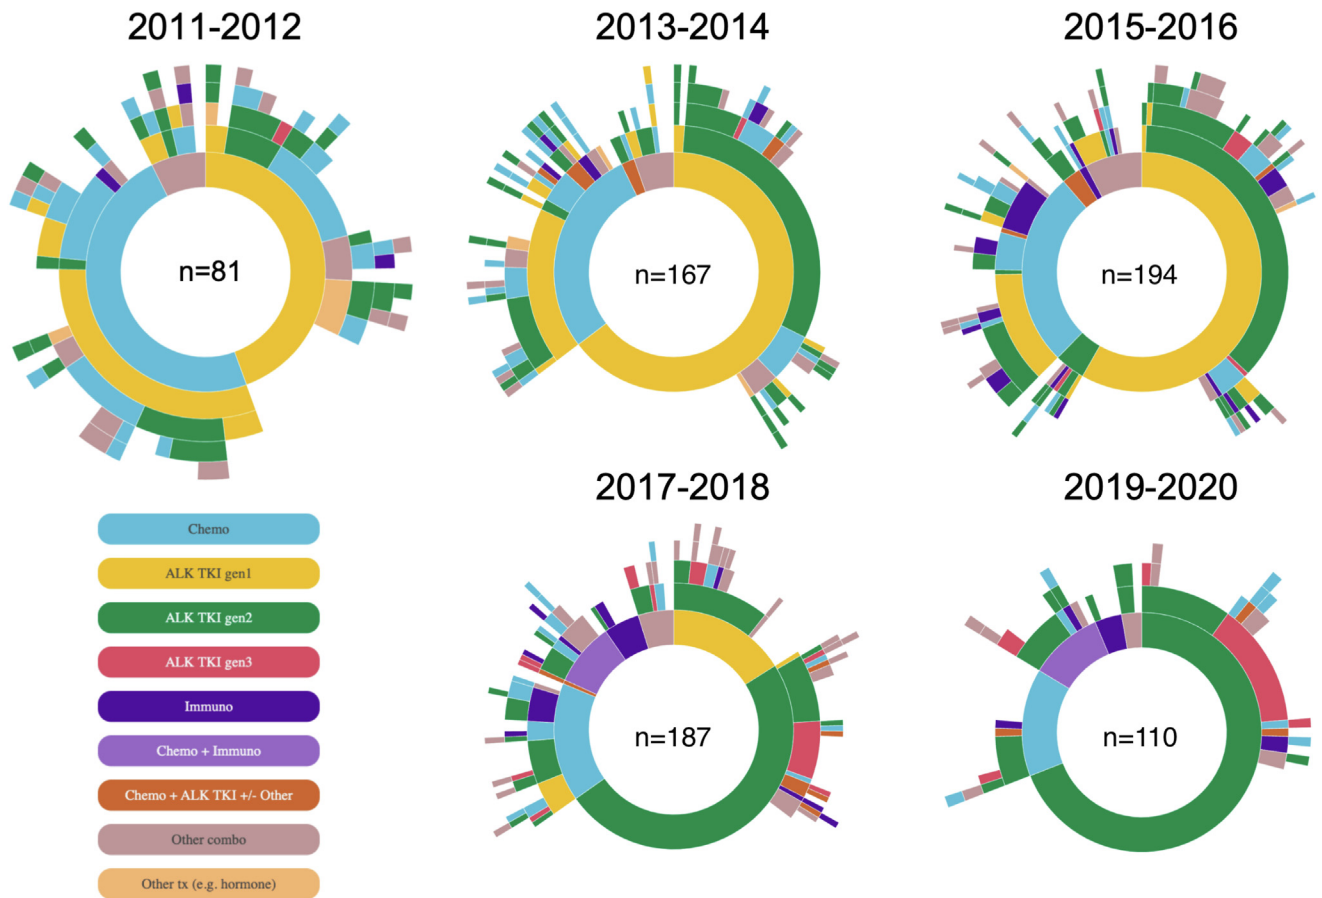 2011-2012
2013-2014
2015-2016
n=81
n=167
n=194
2017-2018
2019-2020
n=187
n=110
Chemo
ALK TKI gen1
ALK TKI gen2
ALK TKI gen3
Immuno
Chemo + Immuno
Chemo + ALK TKI +/- Other
Other combo
Other tx (e.g. hormone)